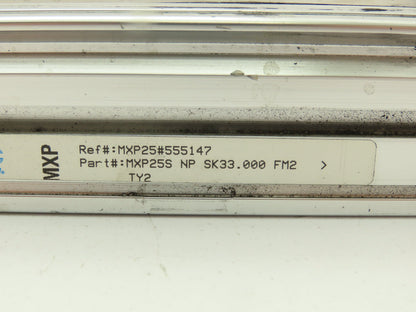 MXP
Ref#:MXP25#555147
Part#:MXP25S NP SK33.000 FM2 >
TY2